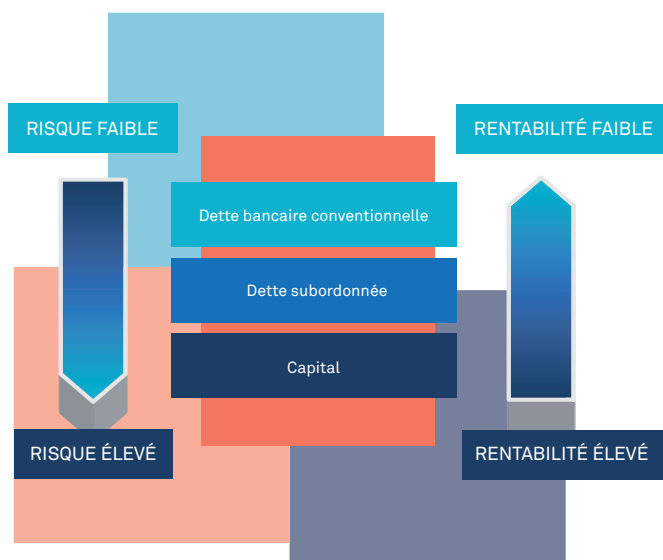 RISQUE FAIBLE
RENTABILITÉ FAIBLE
Dette bancaire conventionnelle
Dette subordonnée
Capital
RISQUE ÉLEVÉ
RENTABILITÉ ÉLEVÉ